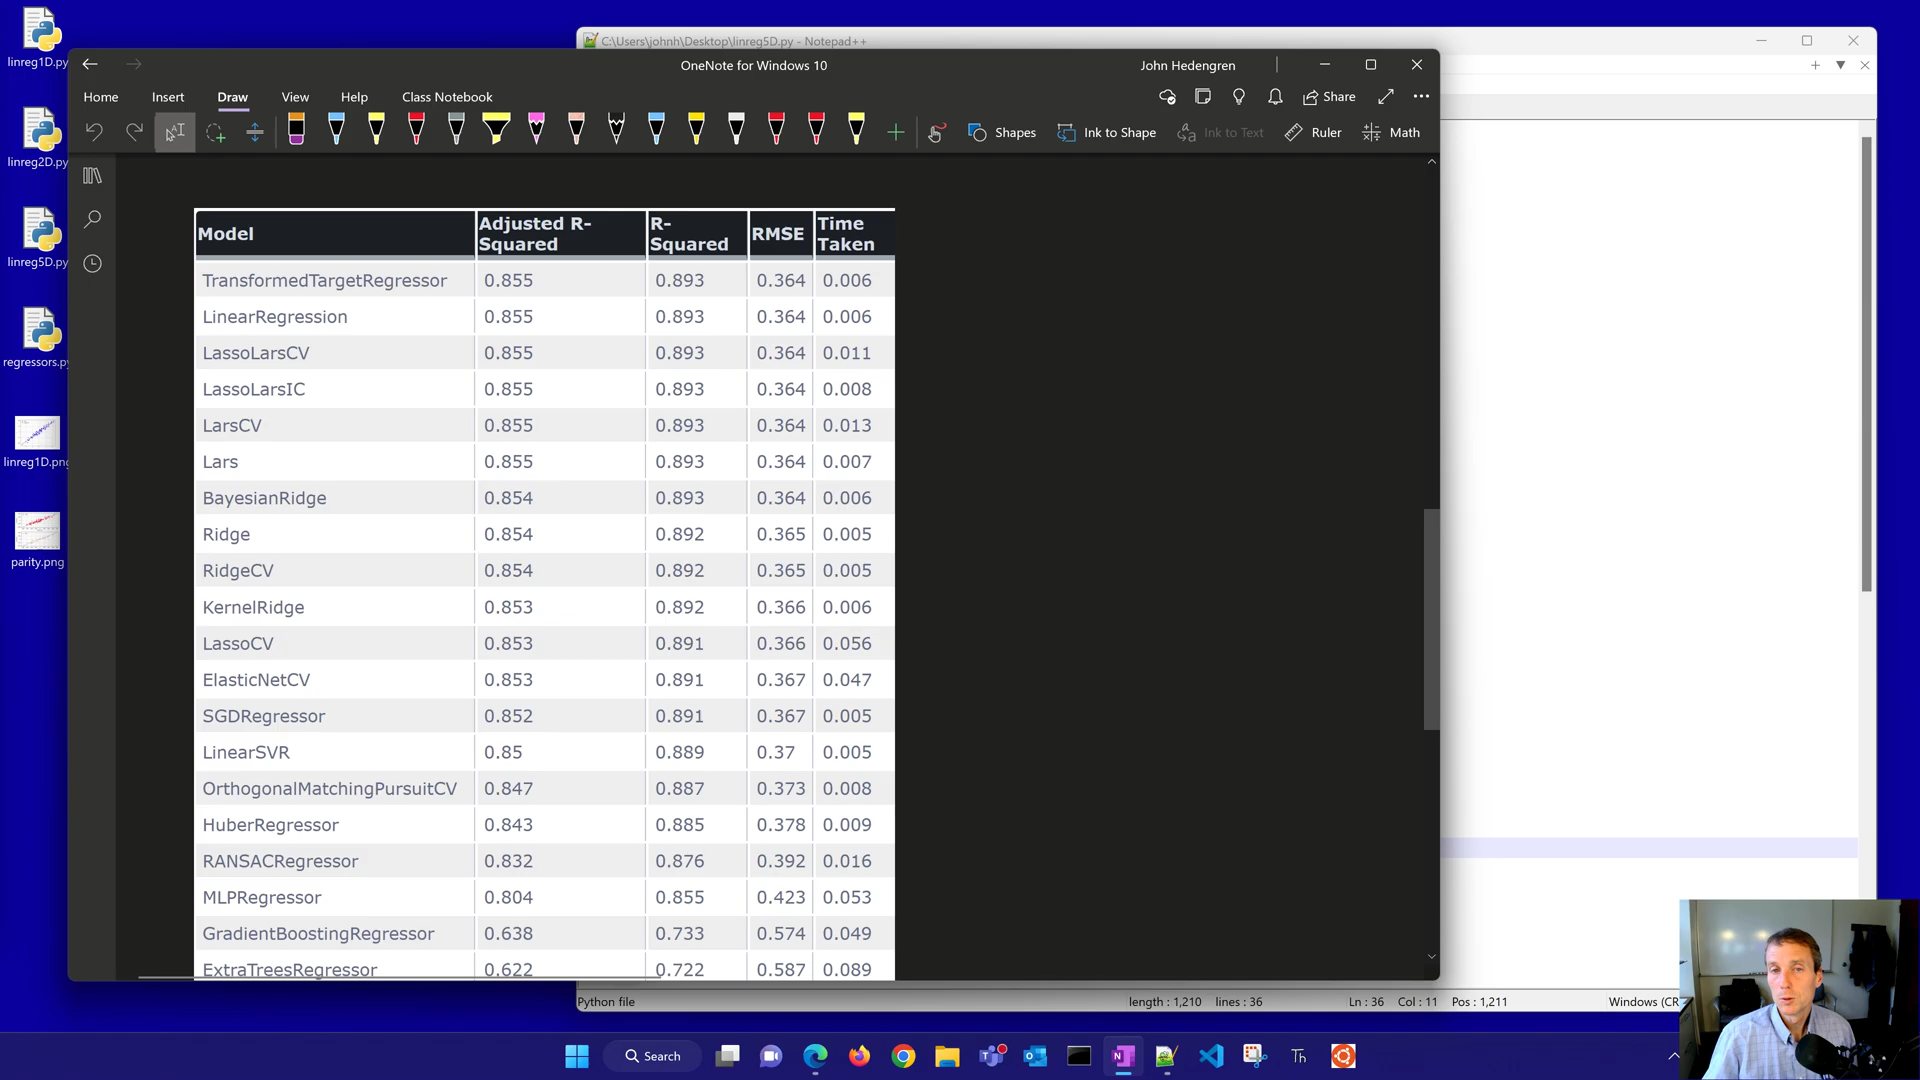 linreg1D.py
linreg2D.py
linreg5D.py
regressors.py
linreg1D.png
parity.png
C:\Users\johnh\Desktop\linreg5D.py - Notepad++
OneNote for Windows 10
John Hedengren
Home Insert Draw View Help Class Notebook
Share
Shapes Ink to Shape Ink to Text Ruler Math
Model Adjusted R-Squared R-Squared RMSE Time Taken
TransformedTargetRegressor 0.855 0.893 0.364 0.006
LinearRegression 0.855 0.893 0.364 0.006
LassoLarsCV 0.855 0.893 0.364 0.011
LassoLarsIC 0.855 0.893 0.364 0.008
LarsCV 0.855 0.893 0.364 0.013
Lars 0.855 0.893 0.364 0.007
BayesianRidge 0.854 0.893 0.364 0.006
Ridge 0.854 0.892 0.365 0.005
RidgeCV 0.854 0.892 0.365 0.005
KernelRidge 0.853 0.892 0.366 0.006
LassoCV 0.853 0.891 0.366 0.056
ElasticNetCV 0.853 0.891 0.367 0.047
SGDRegressor 0.852 0.891 0.367 0.005
LinearSVR 0.85 0.889 0.37 0.005
OrthogonalMatchingPursuitCV 0.847 0.887 0.373 0.008
HuberRegressor 0.843 0.885 0.378 0.009
RANSACRegressor 0.832 0.876 0.392 0.016
MLPRegressor 0.804 0.855 0.423 0.053
GradientBoostingRegressor 0.638 0.733 0.574 0.049
ExtraTreesRegressor 0.622 0.722 0.587 0.089
Python file length : 1,210 lines : 36 Ln : 36 Col : 11 Pos : 1,211 Windows (CR
Search
Th